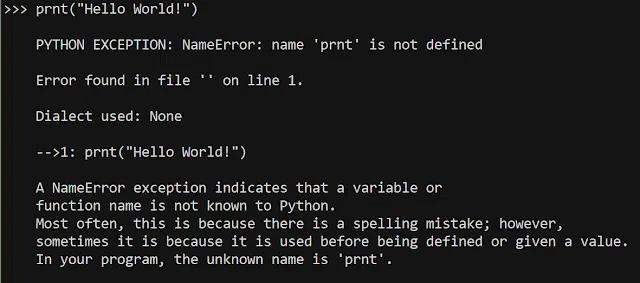 >>> prnt("Hello World!")
PYTHON EXCEPTION: NameError: name 'prnt' is not defined
Error found in file '' on line 1.
Dialect used: None
-->1: prnt("Hello World!")
A NameError exception indicates that a variable or
function name is not known to Python.
Most often, this is because there is a spelling mistake; however,
sometimes it is because it is used before being defined or given a value.
In your program, the unknown name is 'prnt'.